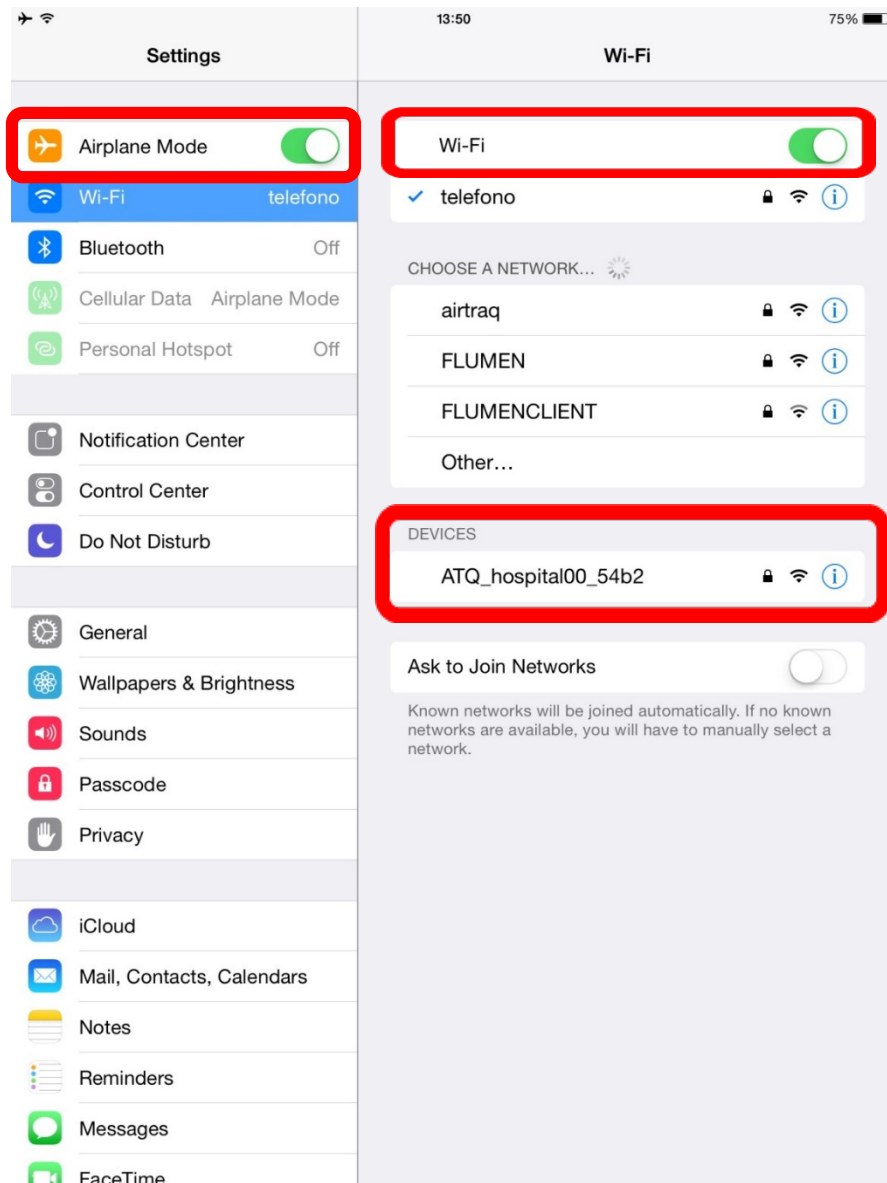 13:50
75%
Settings
Airplane Mode
Wi-Fi telefono
Bluetooth Off
Cellular Data Airplane Mode
Personal Hotspot Off
Notification Center
Control Center
Do Not Disturb
General
Wallpapers & Brightness
Sounds
Passcode
Privacy
iCloud
Mail, Contacts, Calendars
Notes
Reminders
Messages
FaceTime
Wi-Fi
Wi-Fi
telefono
CHOOSE A NETWORK...
airtraq
FLUMEN
FLUMENCLIENT
Other...
DEVICES
ATQ_hospital00_54b2
Ask to Join Networks
Known networks will be joined automatically. If no known
networks are available, you will have to manually select a
network.